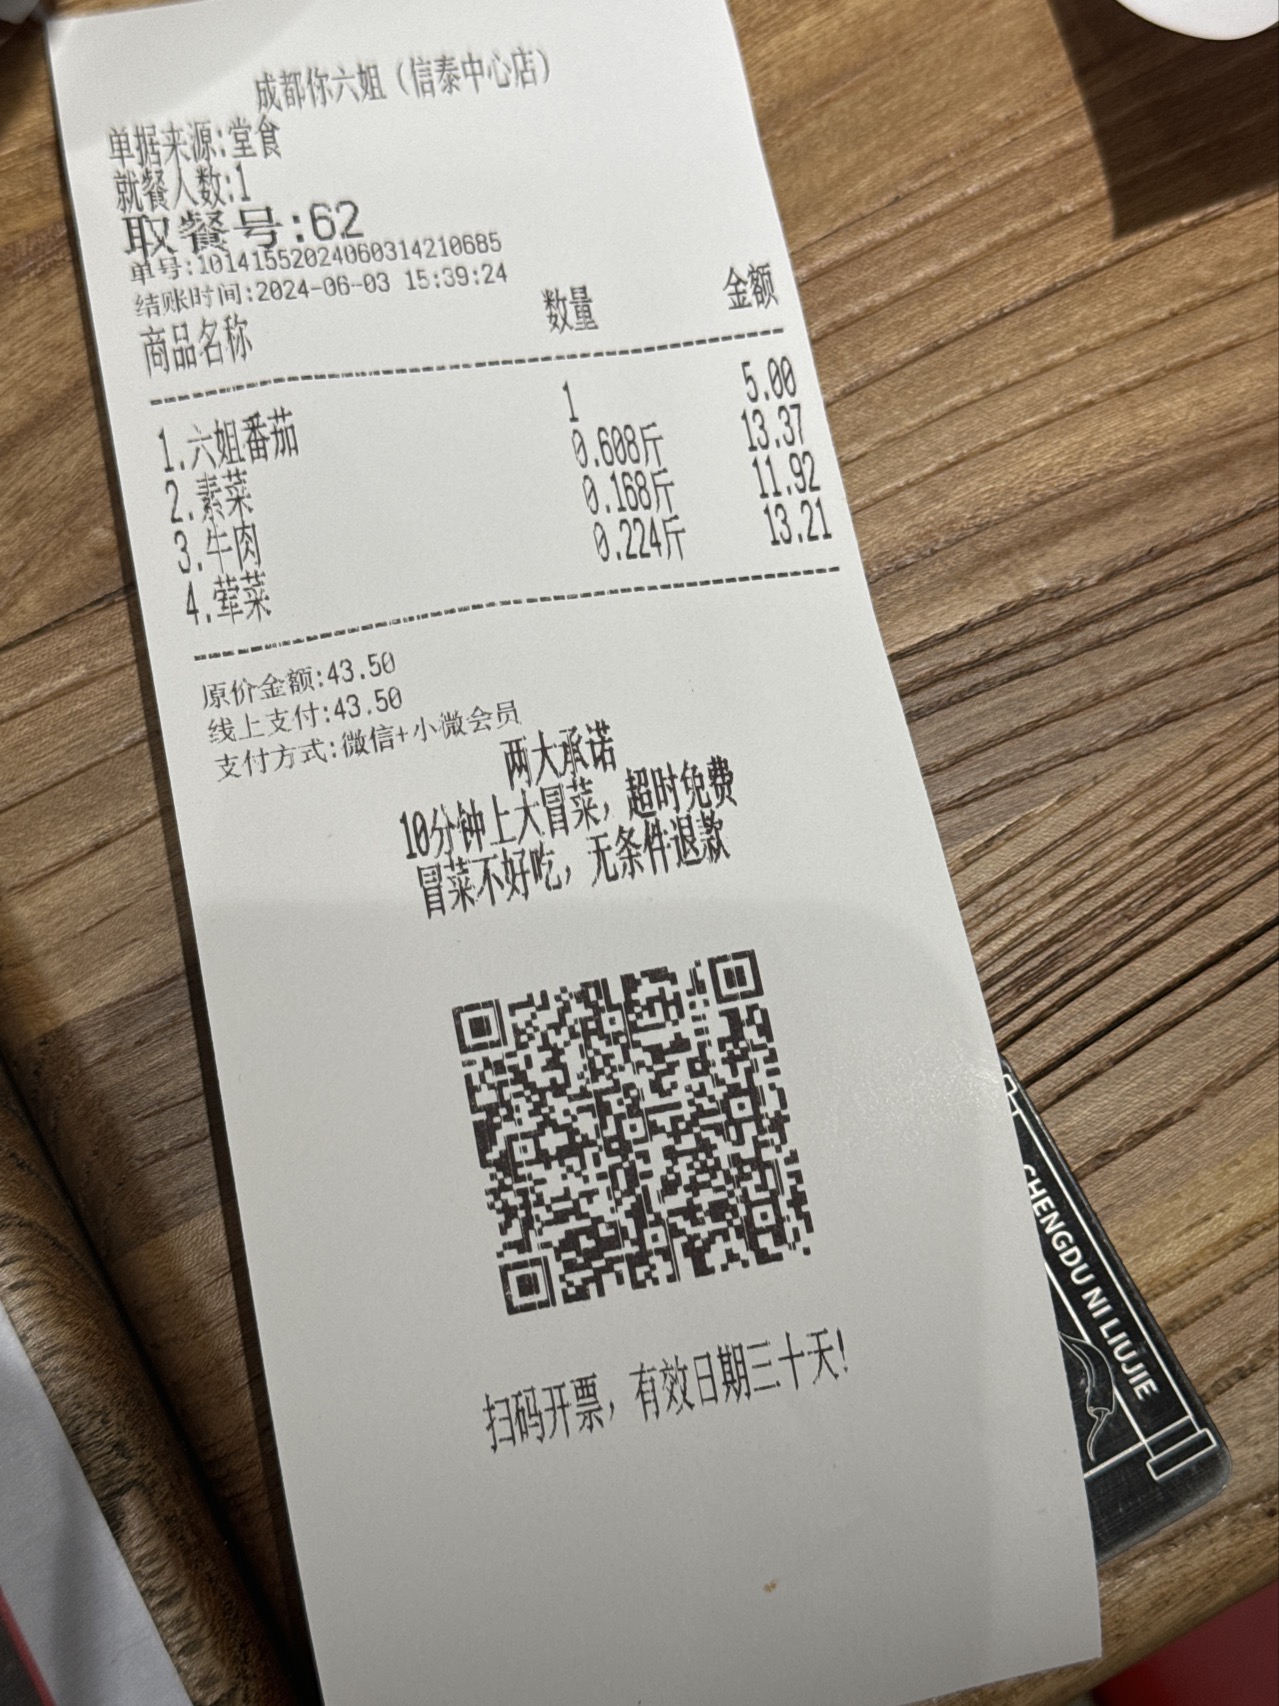 成都你六姐（信泰中心店）
单据来源:堂食
就餐人数:1
取餐号:62
单号:10141552024060314210685
结账时间:2024-06-03 15:39:24
商品名称 数量 金额
1.六姐番茄 1 5.00
2.素菜 0.608斤 13.37
3.牛肉 0.168斤 11.92
4.荤菜 0.224斤 13.21
原价金额:43.50
线上支付:43.50
支付方式:微信+小微会员
两大承诺
10分钟上大冒菜，超时免费
冒菜不好吃，无条件退款
扫码开票，有效日期三十天!
CHENGDU NI LIUJIE